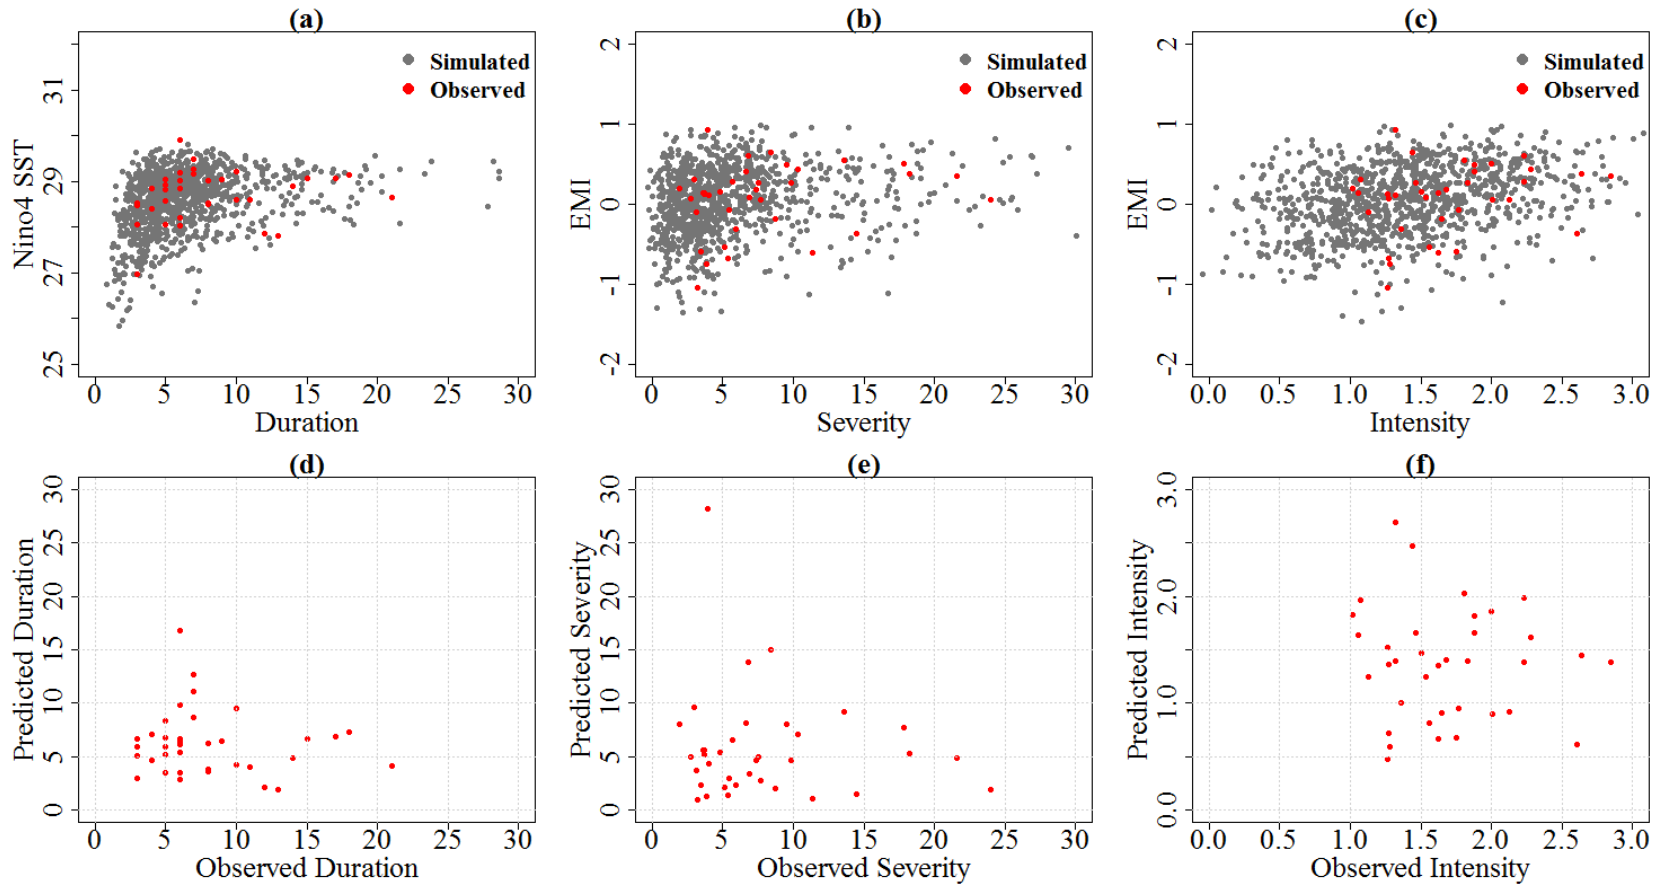 (a)
Simulated
Observed
Nino4 SST
31
29
27
25
0 5 10 15 20 25 30
Duration
(b)
Simulated
Observed
EMI
2
1
0
-1
-2
0 5 10 15 20 25 30
Severity
(c)
Simulated
Observed
EMI
2
1
0
-1
-2
0.0 0.5 1.0 1.5 2.0 2.5 3.0
Intensity
(d)
Predicted Duration
30
25
20
15
10
5
0
0 5 10 15 20 25 30
Observed Duration
(e)
Predicted Severity
30
25
20
15
10
5
0
0 5 10 15 20 25 30
Observed Severity
(f)
Predicted Intensity
3.0
2.0
1.0
0.0
0.0 0.5 1.0 1.5 2.0 2.5 3.0
Observed Intensity